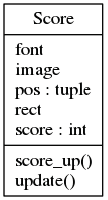 Score
font
image
pos : tuple
rect
score : int
score_up()
update()